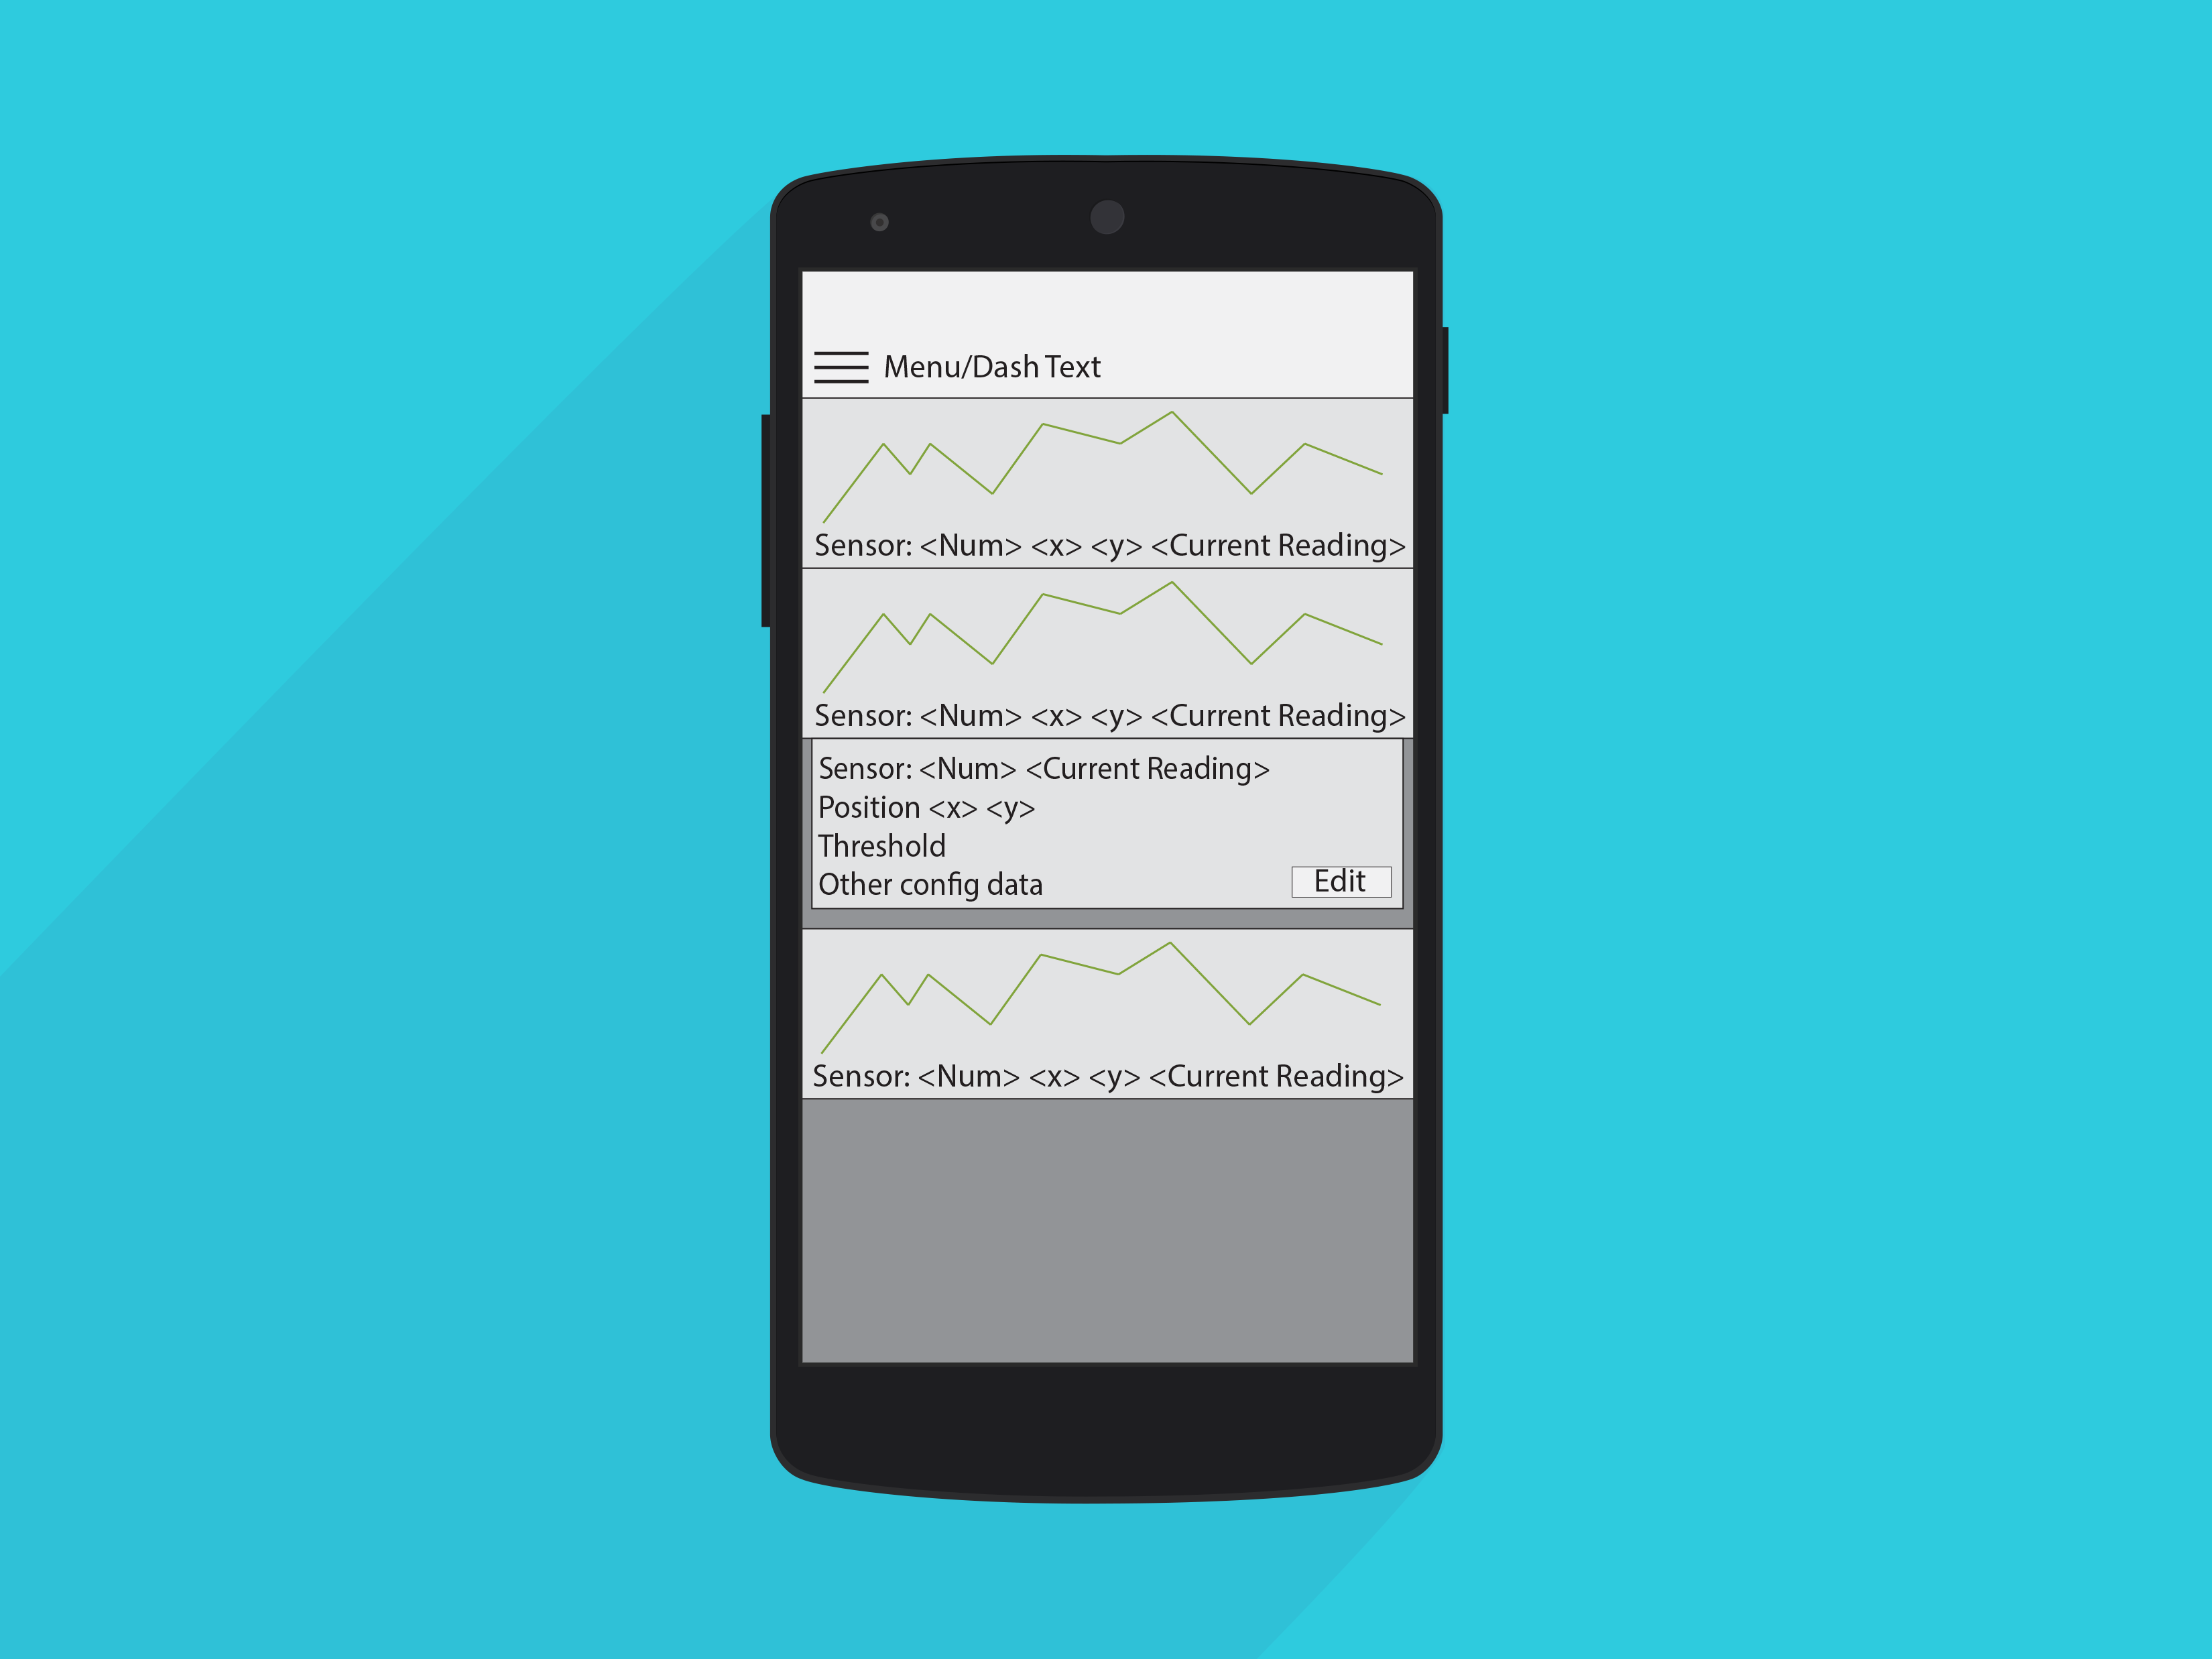 Menu/Dash Text
Sensor: <Num> <x> <y> <Current Reading>
Sensor: <Num> <x> <y> <Current Reading>
Sensor: <Num> <Current Reading>
Position <x> <y>
Threshold
Other config data
Edit
Sensor: <Num> <x> <y> <Current Reading>